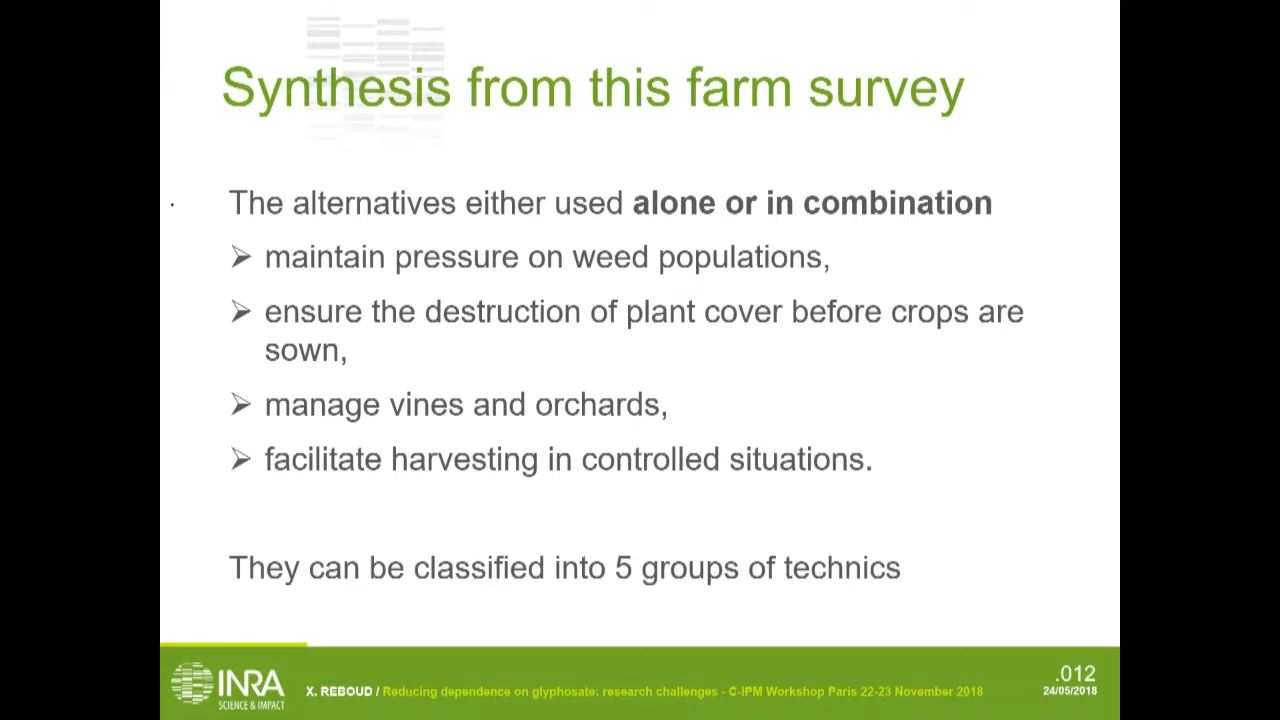 Synthesis from this farm survey
The alternatives either used alone or in combination
➢ maintain pressure on weed populations,
➢ ensure the destruction of plant cover before crops are
sown,
➢ manage vines and orchards,
➢ facilitate harvesting in controlled situations.
They can be classified into 5 groups of technics
INRA
SCIENCE & IMPACT
X. REBOUD / Reducing dependence on glyphosate: research challenges - C-IPM Workshop Paris 22-23 November 2018
.012
24/05/2018